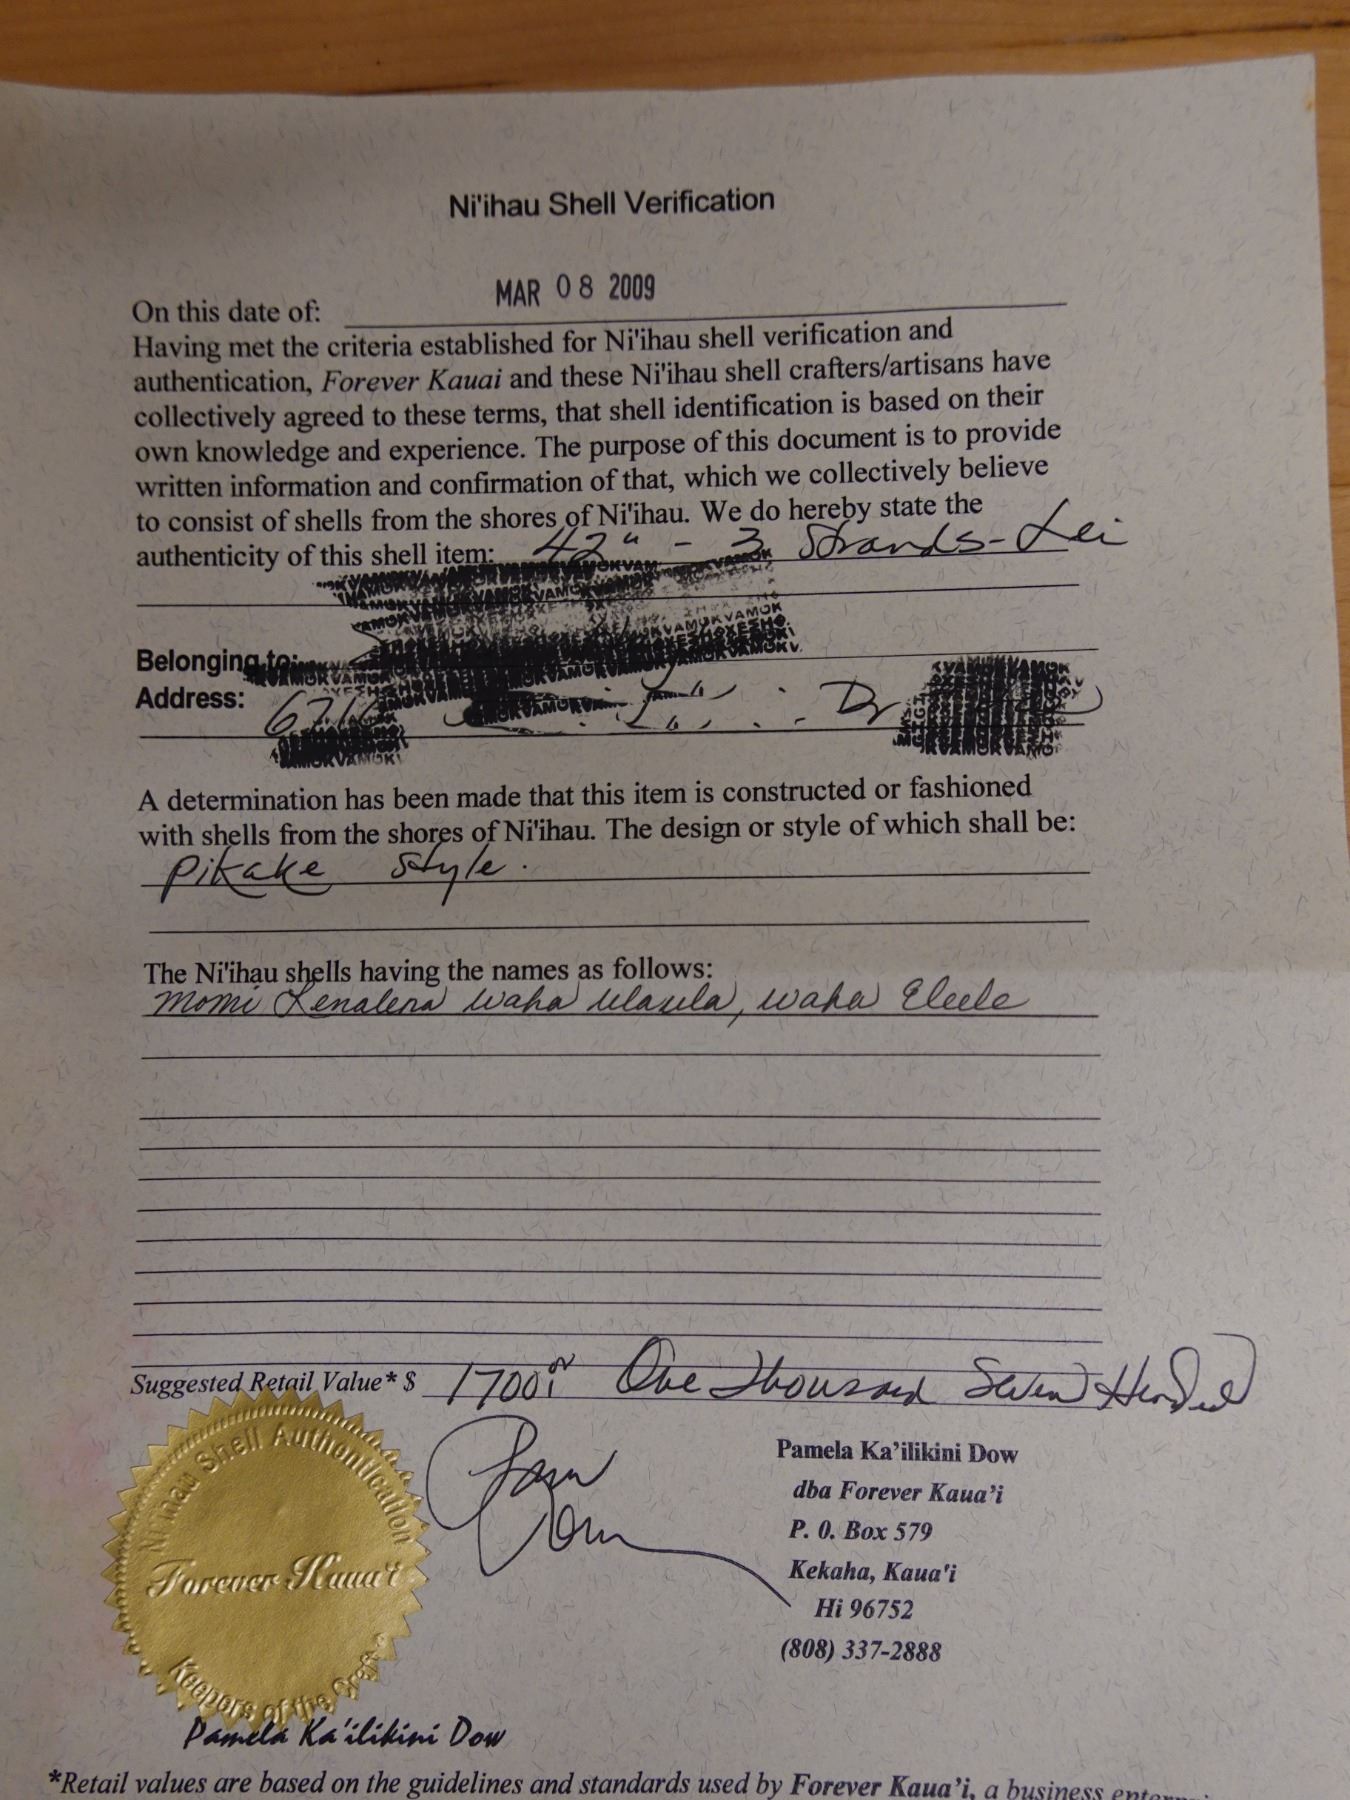 Ni'ihau Shell Verification
On this date of: MAR 08 2009
Having met the criteria established for Ni'ihau shell verification and
authentication, Forever Kauai and these Ni'ihau shell crafters/artisans have
collectively agreed to these terms, that shell identification is based on their
own knowledge and experience. The purpose of this document is to provide
written information and confirmation of that, which we collectively believe
to consist of shells from the shores of Ni'ihau. We do hereby state the
authenticity of this shell item: 42" - 3 Strands - Lei
Belonging to:
Address: Dr
A determination has been made that this item is constructed or fashioned
with shells from the shores of Ni'ihau. The design or style of which shall be:
Pikake Style.
The Ni'ihau shells having the names as follows:
Momi Lenalena waha ulaula, waha Eleele
Suggested Retail Value* $ 1700 One Thousand Seven Hundred
Ni'ihau Shell Authentication
Forever Kaua'i
Keepers of the Craft
Pamela Ka'ilikini Dow
dba Forever Kaua'i
P. O. Box 579
Kekaha, Kaua'i
Hi 96752
(808) 337-2888
Pamela Ka'ilikini Dow
*Retail values are based on the guidelines and standards used by Forever Kaua'i, a business